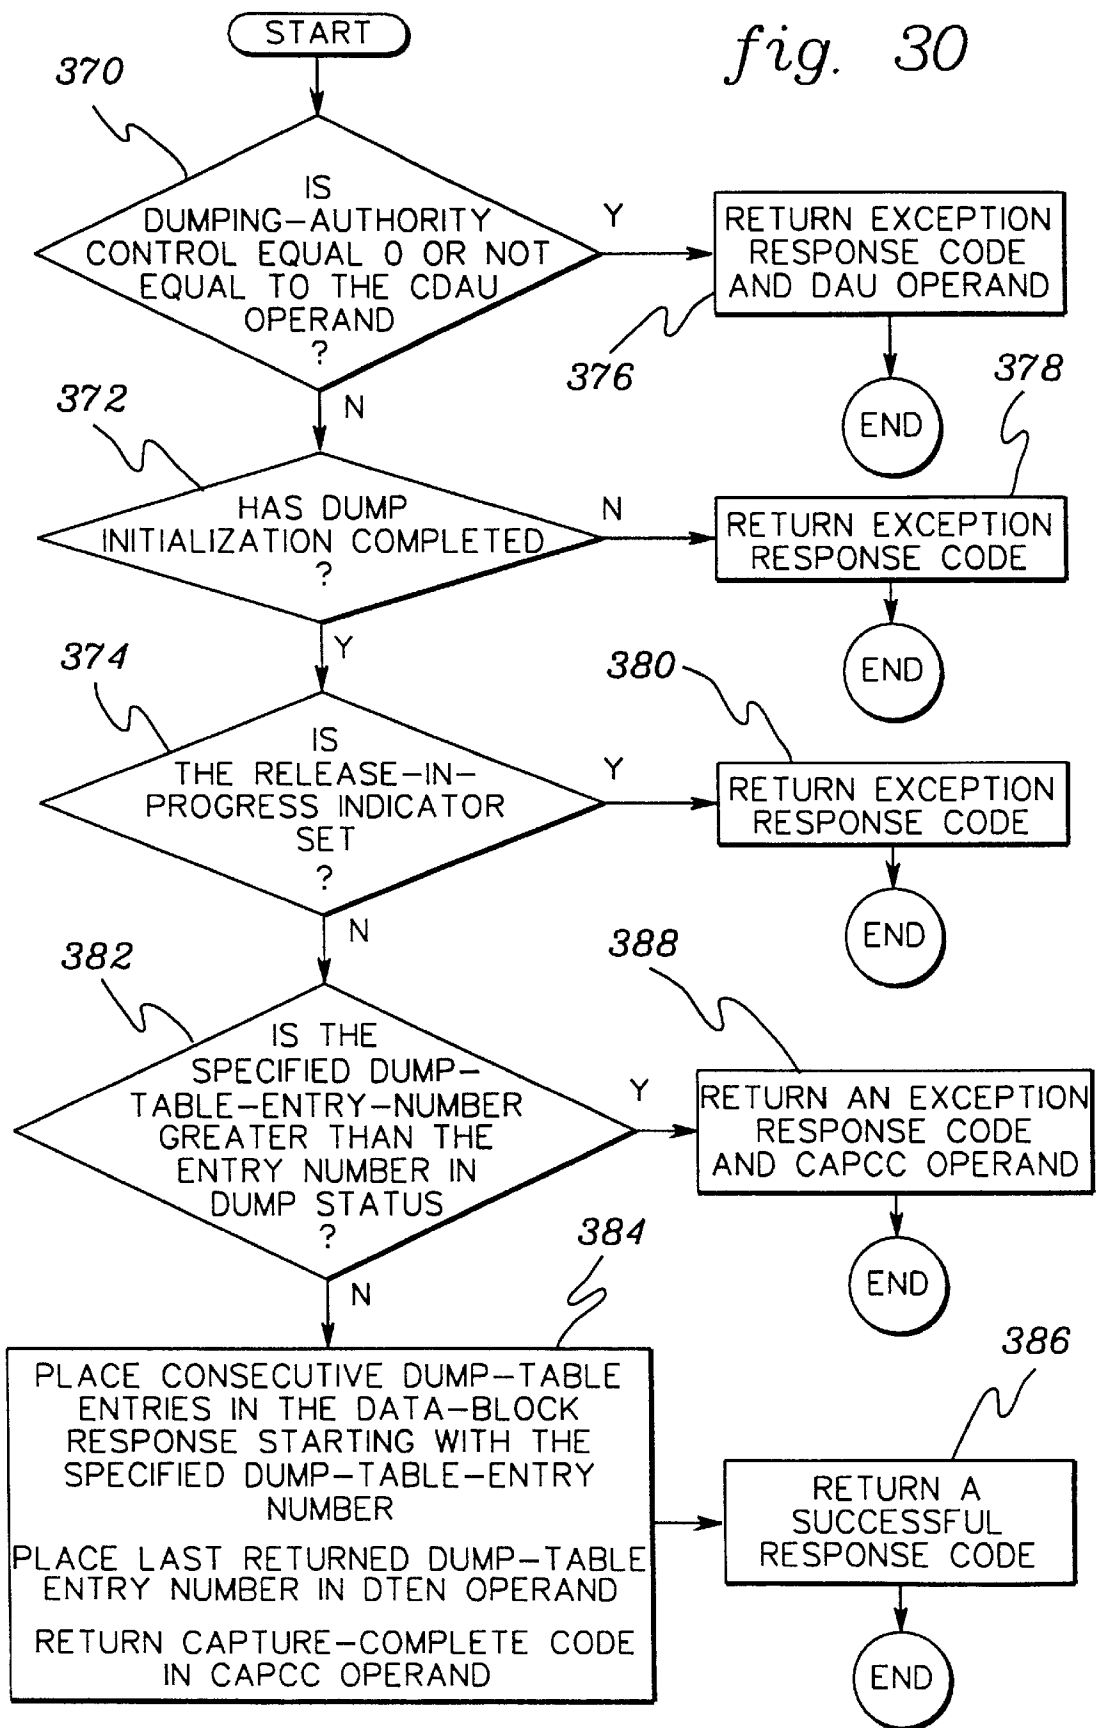 START
fig. 30
370
IS
DUMPING-AUTHORITY
CONTROL EQUAL 0 OR NOT
EQUAL TO THE CDAU
OPERAND
?
Y
RETURN EXCEPTION
RESPONSE CODE
AND DAU OPERAND
376
END
N
372
HAS DUMP
INITIALIZATION COMPLETED
?
N
378
RETURN EXCEPTION
RESPONSE CODE
END
Y
374
IS
THE RELEASE-IN-
PROGRESS INDICATOR
SET
?
Y
380
RETURN EXCEPTION
RESPONSE CODE
END
N
382
IS THE
SPECIFIED DUMP-
TABLE-ENTRY-NUMBER
GREATER THAN THE
ENTRY NUMBER IN
DUMP STATUS
?
Y
388
RETURN AN EXCEPTION
RESPONSE CODE
AND CAPCC OPERAND
END
N
384
PLACE CONSECUTIVE DUMP-TABLE
ENTRIES IN THE DATA-BLOCK
RESPONSE STARTING WITH THE
SPECIFIED DUMP-TABLE-ENTRY
NUMBER
PLACE LAST RETURNED DUMP-TABLE
ENTRY NUMBER IN DTEN OPERAND
RETURN CAPTURE-COMPLETE CODE
IN CAPCC OPERAND
386
RETURN A
SUCCESSFUL
RESPONSE CODE
END